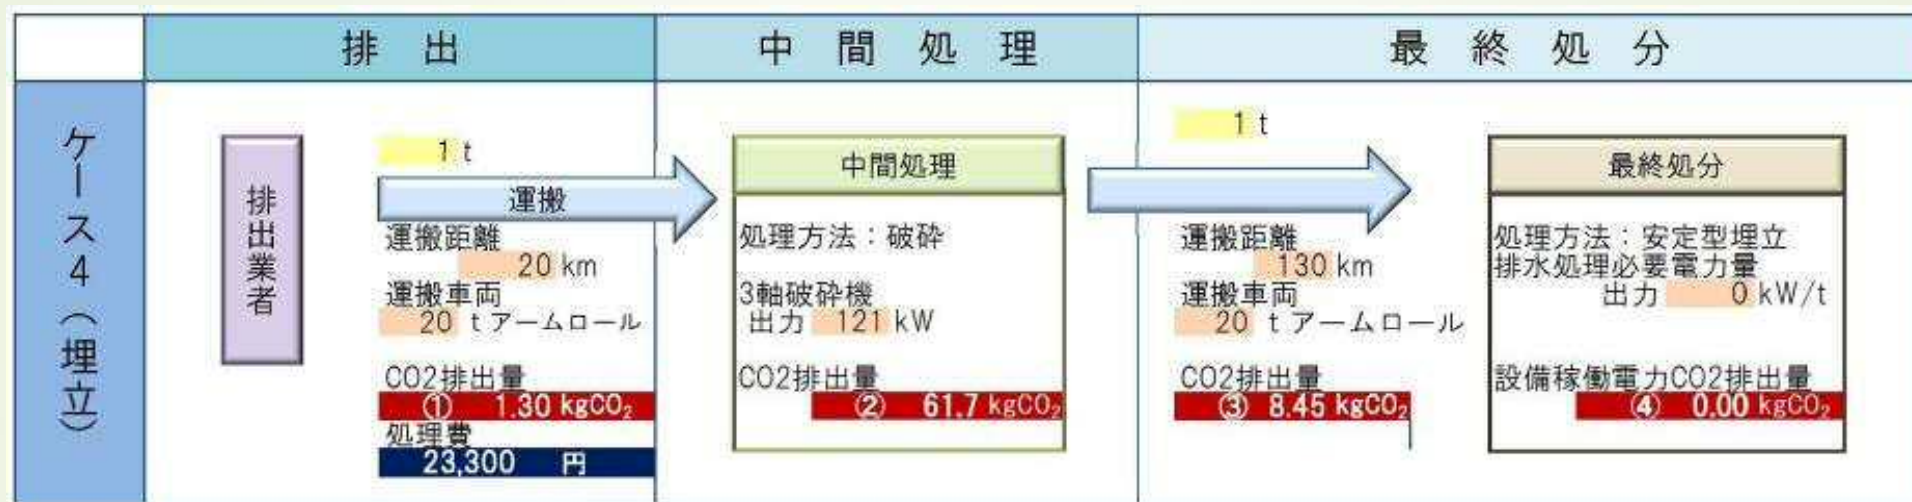 排出
中間処理
最終処分
ケース4（埋立）
排出業者
1 t
運搬
運搬距離
20 km
運搬車両
20 t アームロール
CO2排出量
① 1.30 kgCO₂
処理費
23,300 円
中間処理
処理方法：破砕
3軸破砕機
出力 121 kW
CO2排出量
② 61.7 kgCO₂
1 t
運搬距離
130 km
運搬車両
20 t アームロール
CO2排出量
③ 8.45 kgCO₂
最終処分
処理方法：安定型埋立
排水処理必要電力量
出力 0 kW/t
設備稼働電力CO2排出量
④ 0.00 kgCO₂